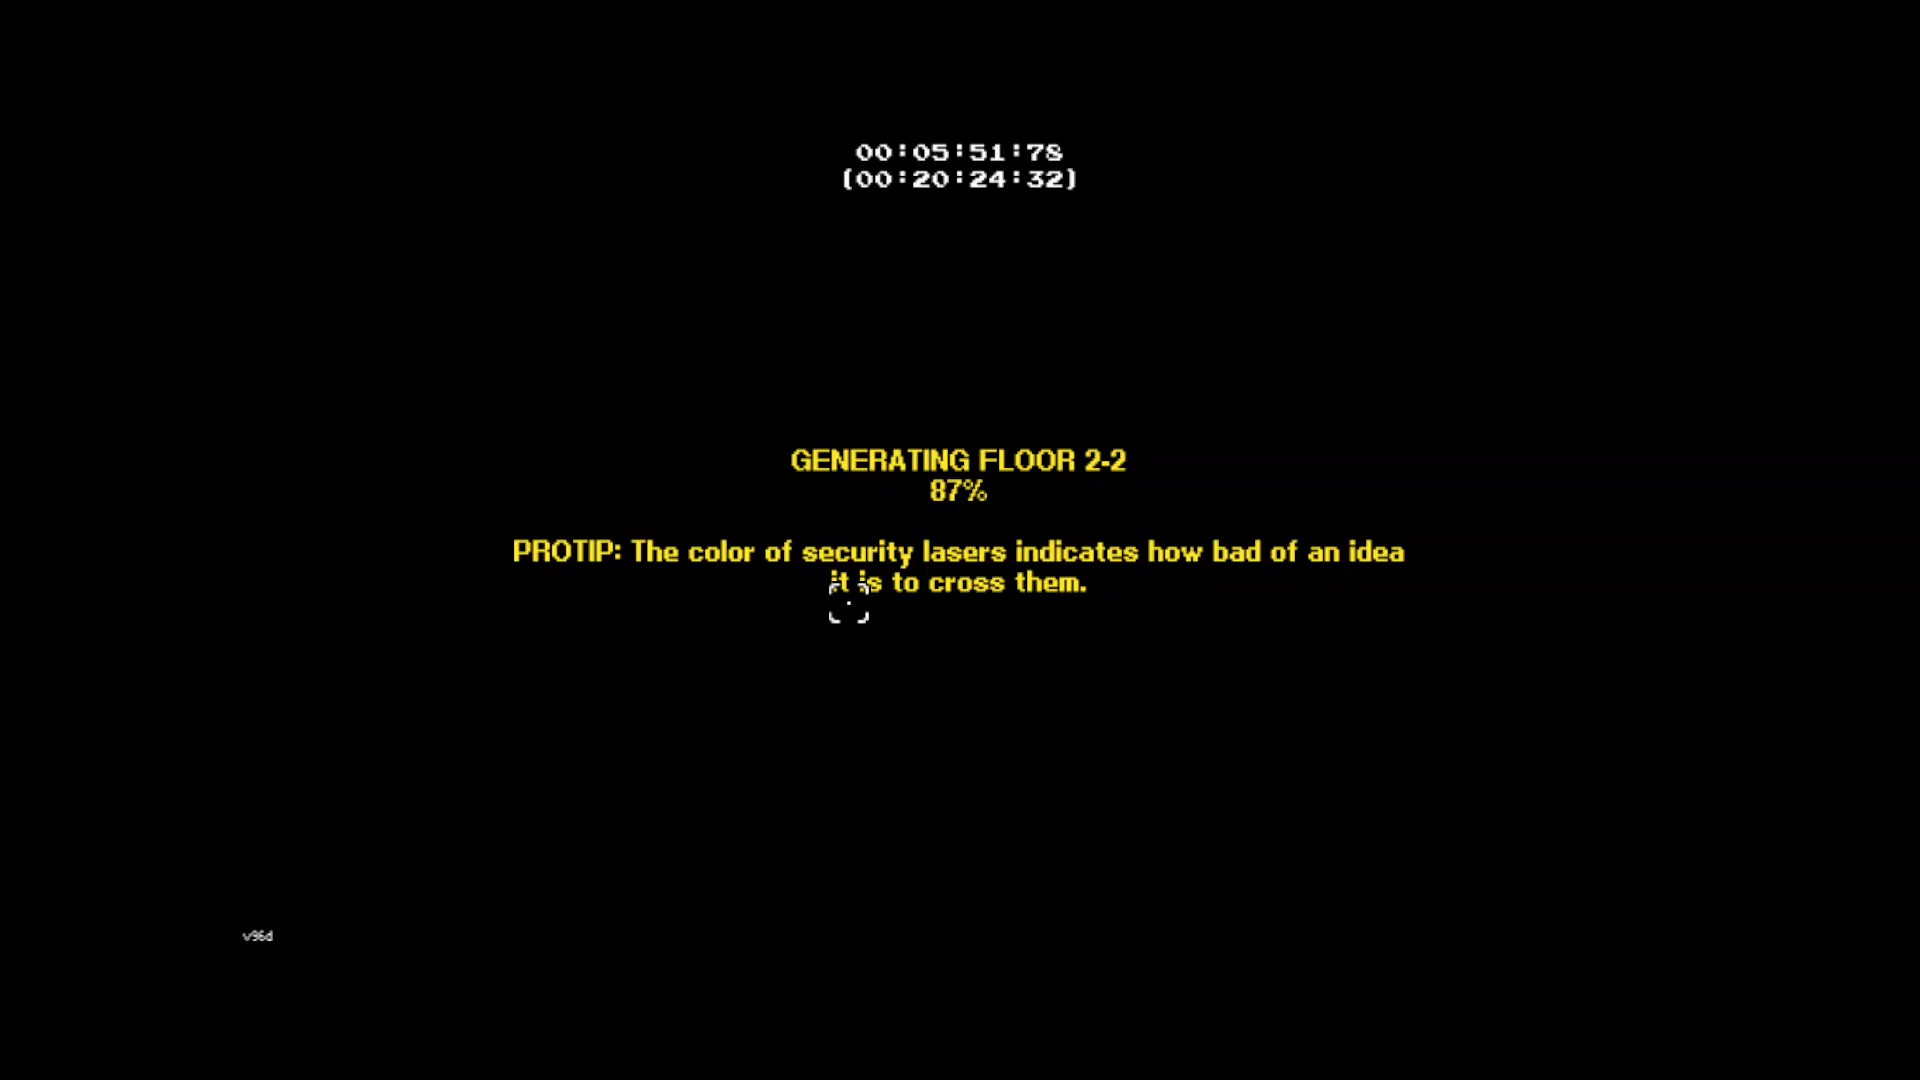 00:05:51:78
[00:20:24:32]
GENERATING FLOOR 2-2
87%
PROTIP: The color of security lasers indicates how bad of an idea
it is to cross them.
v96d